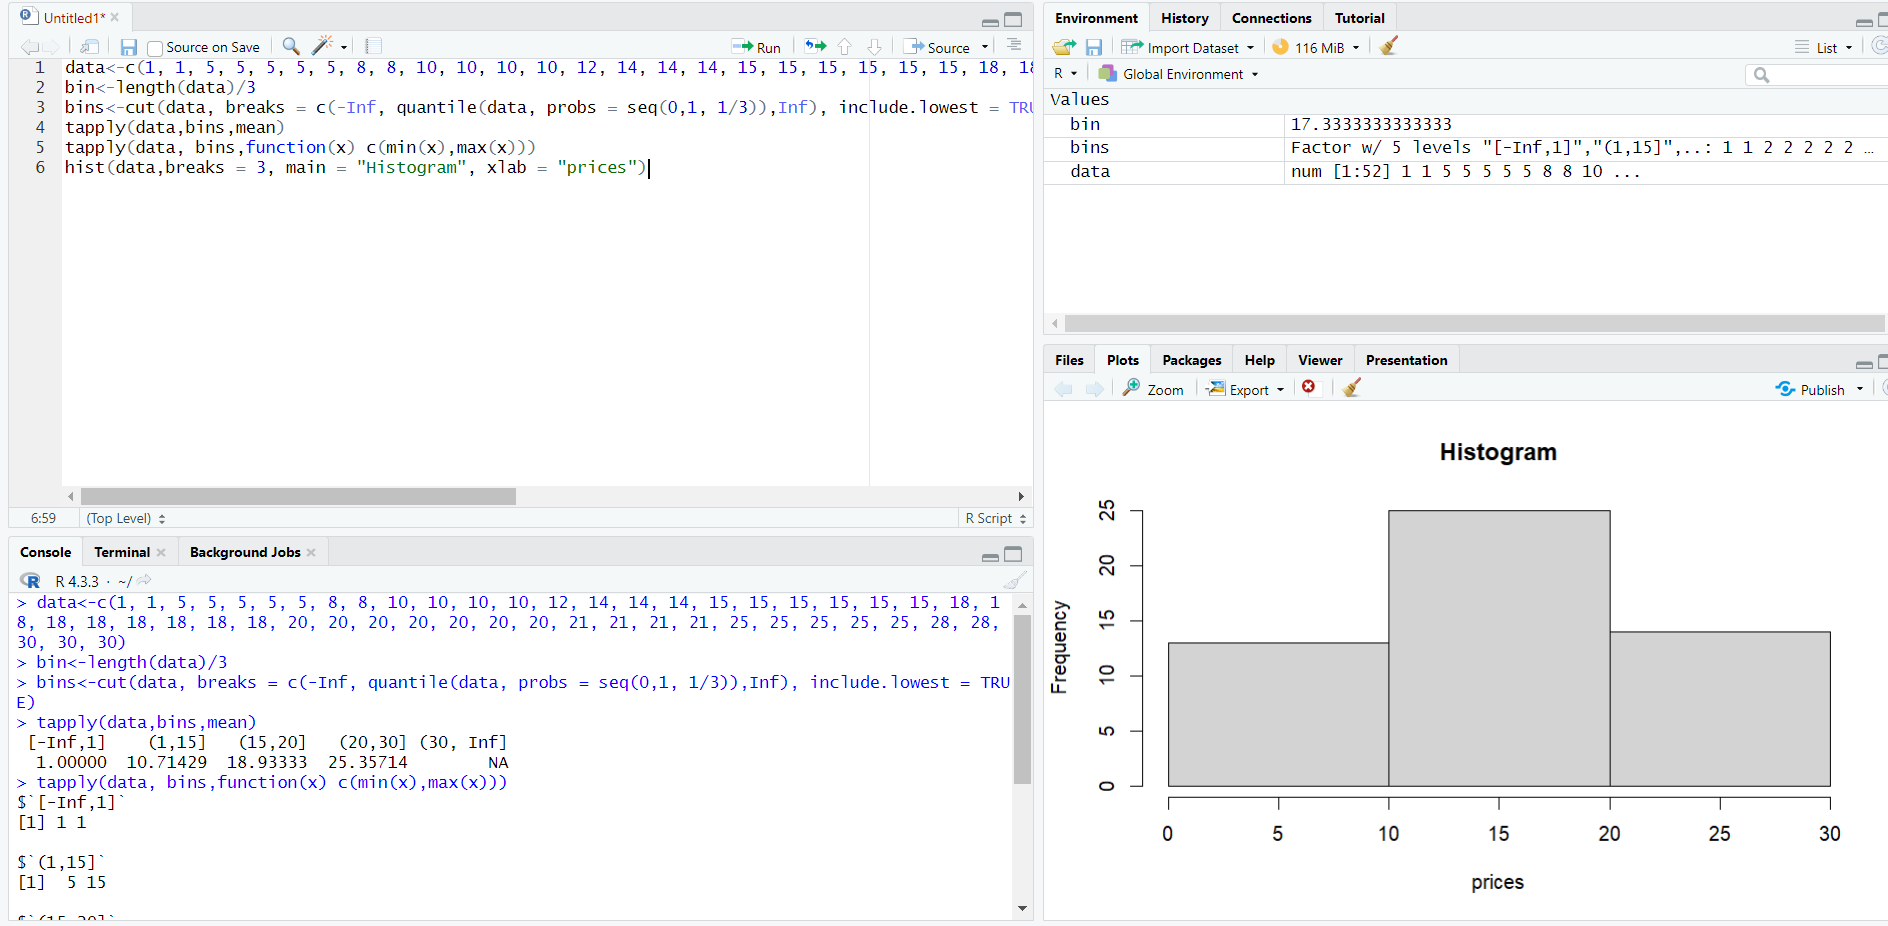 Untitled1*
Source on Save
Run
Source
1 data<-c(1, 1, 5, 5, 5, 5, 5, 8, 8, 10, 10, 10, 10, 12, 14, 14, 14, 15, 15, 15, 15, 15, 15, 18, 18
2 bin<-length(data)/3
3 bins<-cut(data, breaks = c(-Inf, quantile(data, probs = seq(0,1, 1/3)),Inf), include.lowest = TRU
4 tapply(data,bins,mean)
5 tapply(data, bins,function(x) c(min(x),max(x)))
6 hist(data,breaks = 3, main = "Histogram", xlab = "prices")
6:59 (Top Level) R Script
Console Terminal Background Jobs
R 4.3.3 · ~/
> data<-c(1, 1, 5, 5, 5, 5, 5, 8, 8, 10, 10, 10, 10, 12, 14, 14, 14, 15, 15, 15, 15, 15, 15, 18, 1
8, 18, 18, 18, 18, 18, 18, 20, 20, 20, 20, 20, 20, 20, 21, 21, 21, 21, 25, 25, 25, 25, 25, 28, 28,
30, 30, 30)
> bin<-length(data)/3
> bins<-cut(data, breaks = c(-Inf, quantile(data, probs = seq(0,1, 1/3)),Inf), include.lowest = TRU
E)
> tapply(data,bins,mean)
[-Inf,1] (1,15] (15,20] (20,30] (30, Inf]
1.00000 10.71429 18.93333 25.35714 NA
> tapply(data, bins,function(x) c(min(x),max(x)))
$`[-Inf,1]`
[1] 1 1
$`(1,15]`
[1] 5 15
$`(15,20]`
Environment History Connections Tutorial
Import Dataset 116 MiB List
R Global Environment
Values
bin 17.3333333333333
bins Factor w/ 5 levels "[-Inf,1]","(1,15]",..: 1 1 2 2 2 2 2 …
data num [1:52] 1 1 5 5 5 5 5 8 8 10 ...
Files Plots Packages Help Viewer Presentation
Zoom Export Publish
Histogram
Frequency
25
20
15
10
5
0
0 5 10 15 20 25 30
prices